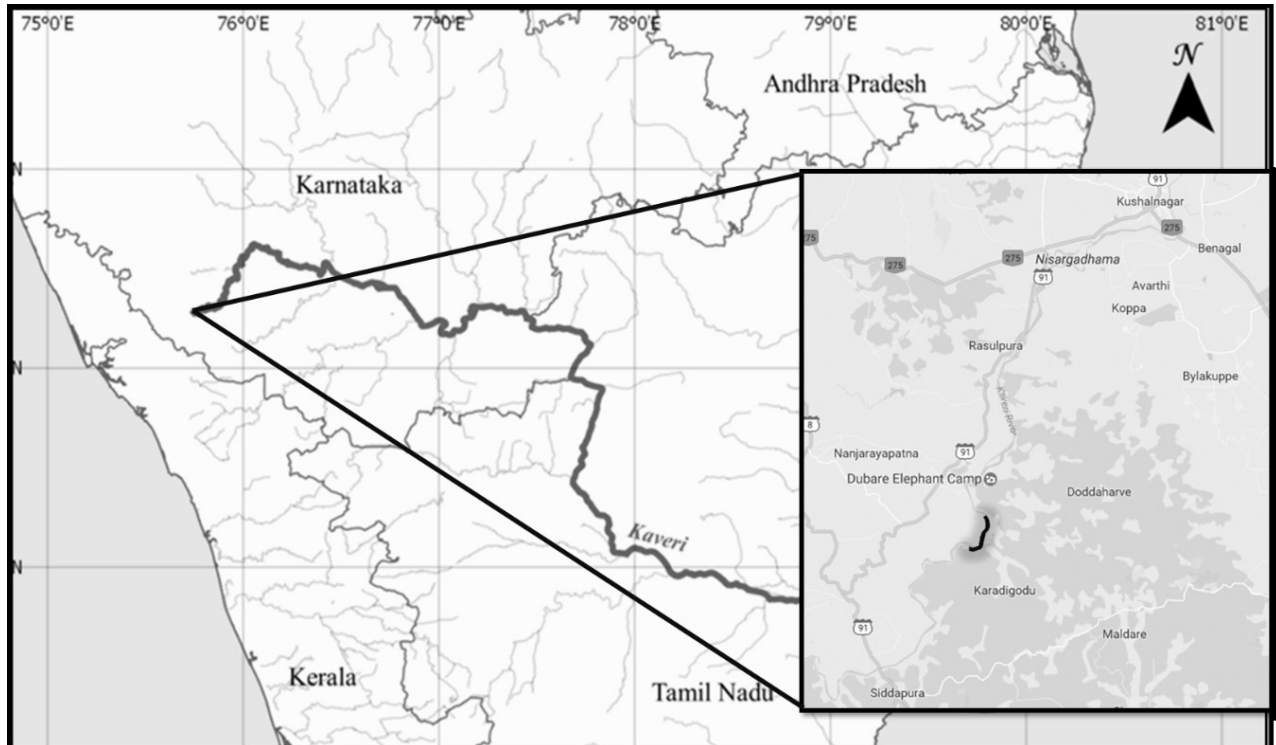 75°0'E 76°0'E 77°0'E 78°0'E 79°0'E 80°0'E 81°0'E
N
Andhra Pradesh
N
Karnataka
91
Kushalnagar
275
275
275
Nisargadhama
Benagal
91
Avarthi
Koppa
Rasulpura
N
Bylakuppe
Kaveri River
8
91
Nanjarayapatna
Dubare Elephant Camp
Doddaharve
Kaveri
N
Karadigodu
91
Maldare
Kerala
Tamil Nadu
Siddapura